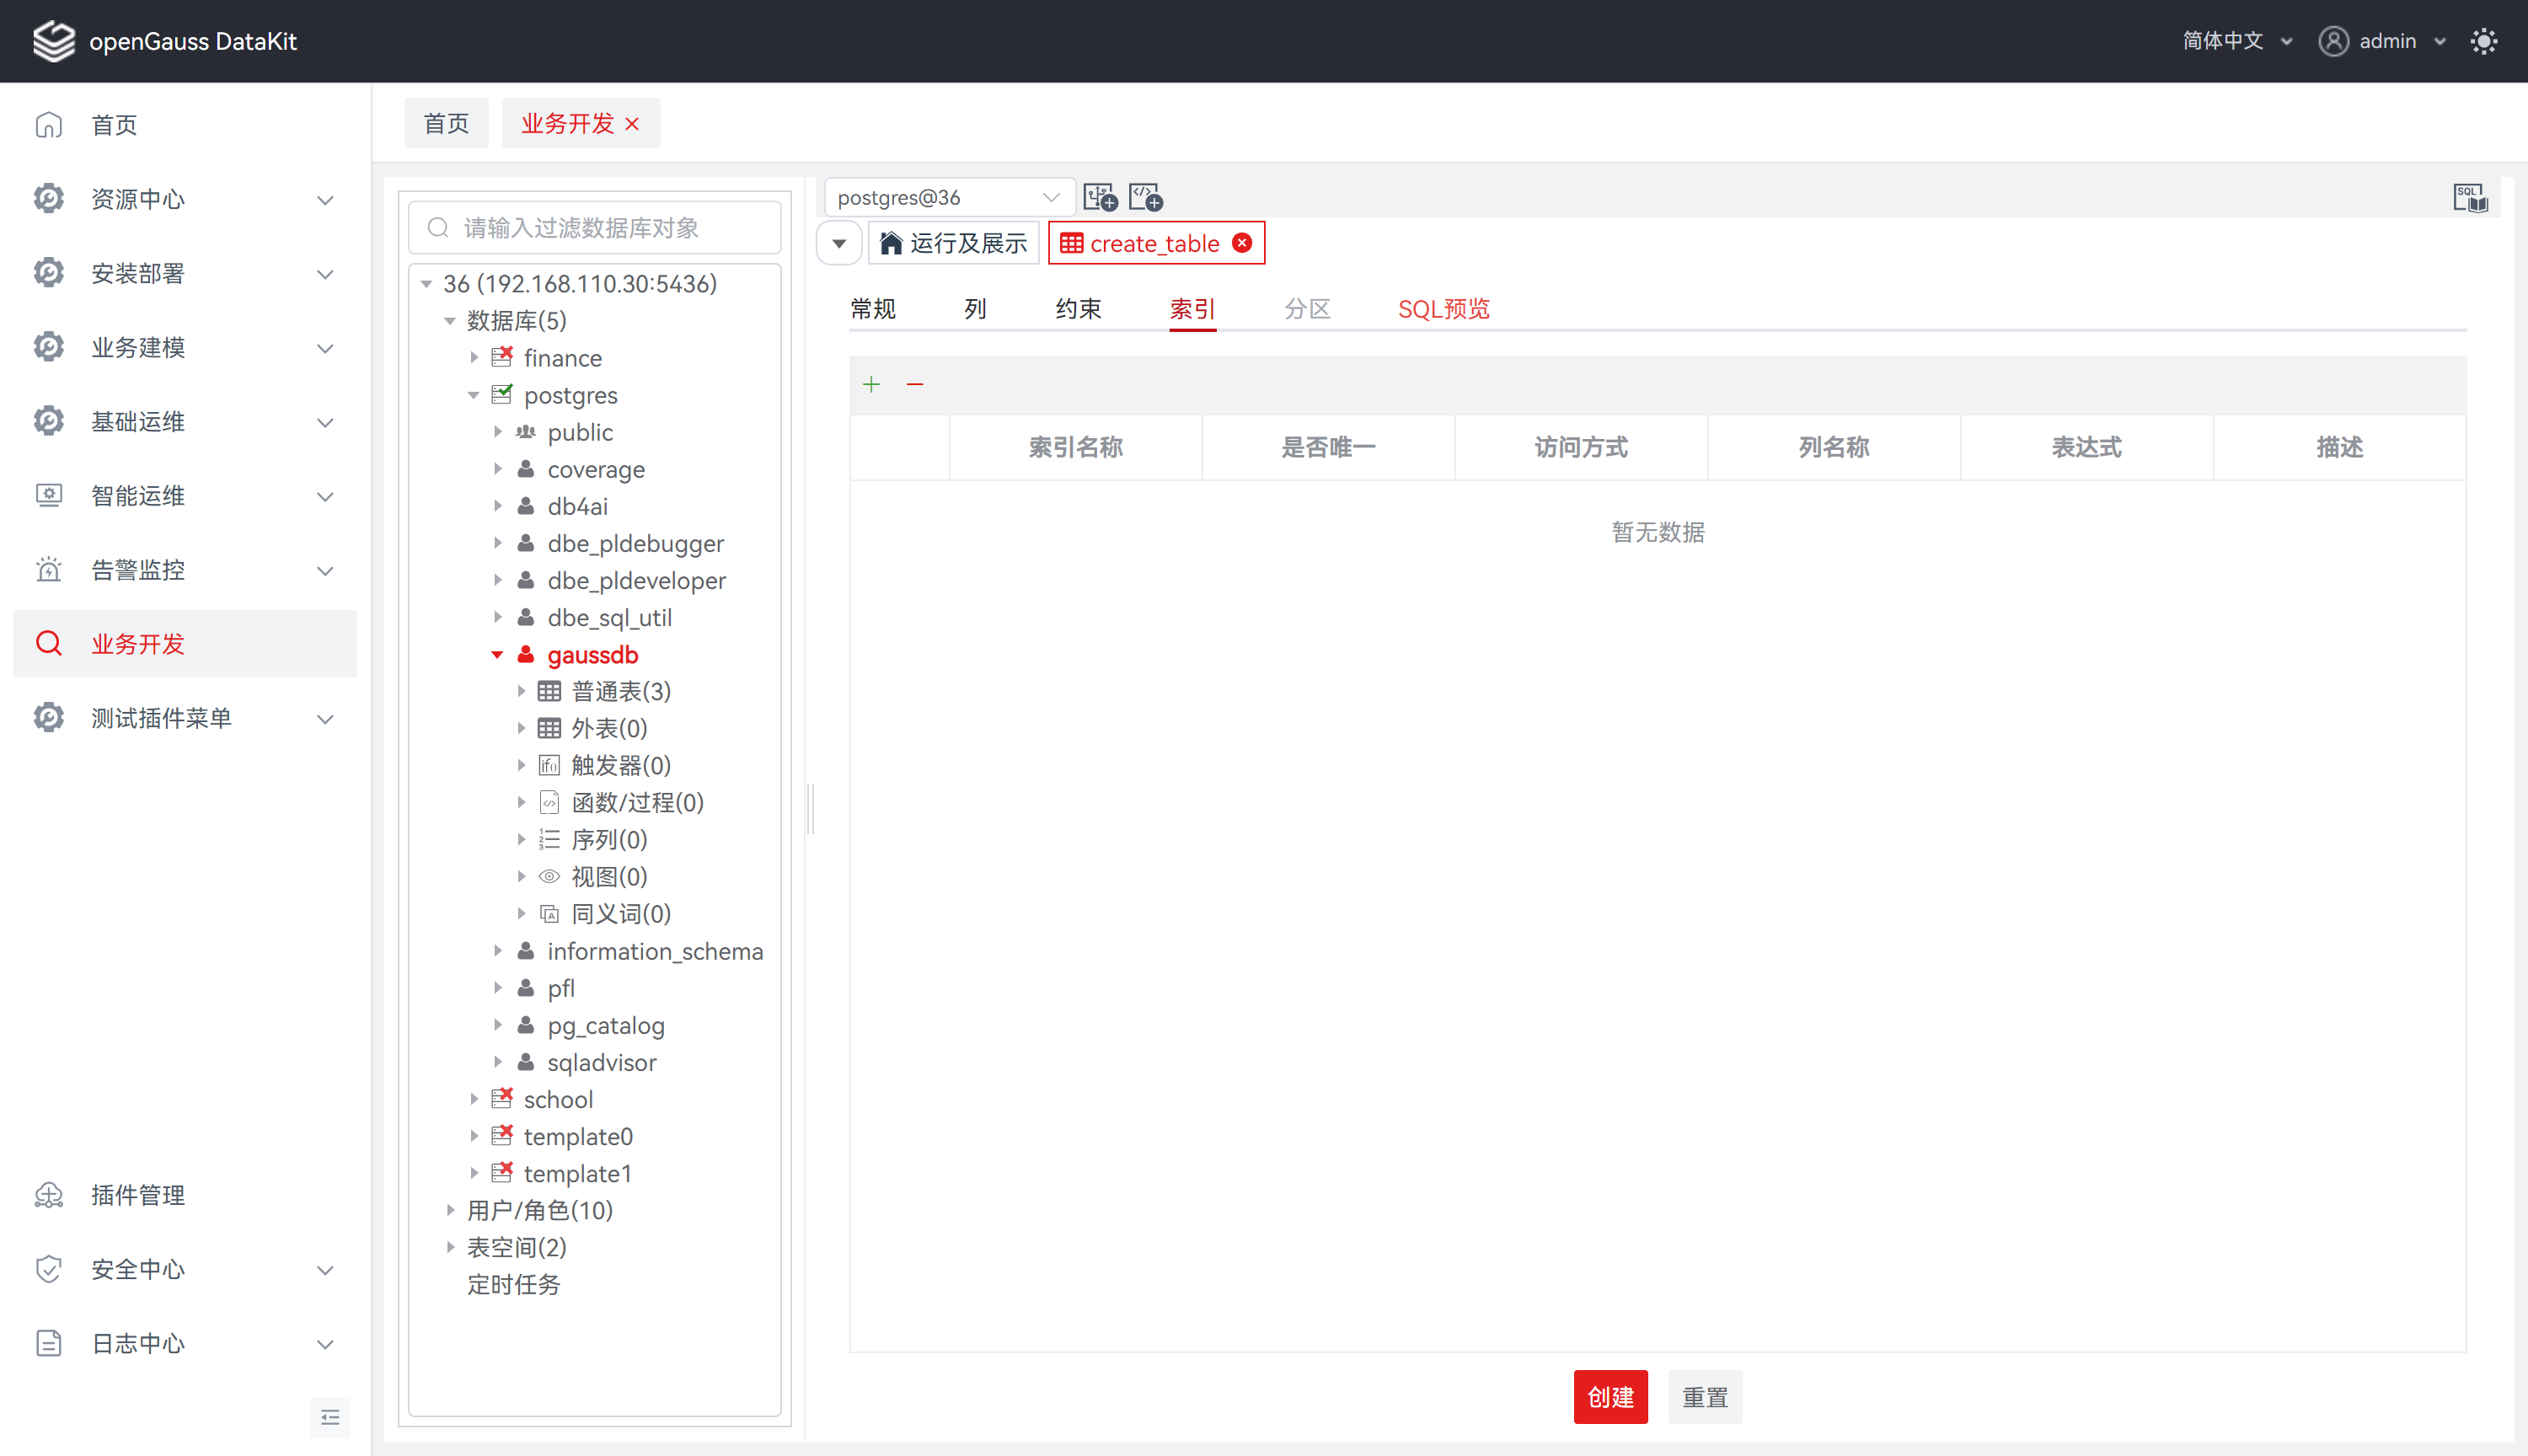 openGauss DataKit
简体中文
admin
首页
资源中心
安装部署
业务建模
基础运维
智能运维
告警监控
业务开发
测试插件菜单
插件管理
安全中心
日志中心
首页
业务开发
请输入过滤数据库对象
36 (192.168.110.30:5436)
数据库(5)
finance
postgres
public
coverage
db4ai
dbe_pldebugger
dbe_pldeveloper
dbe_sql_util
gaussdb
普通表(3)
外表(0)
触发器(0)
函数/过程(0)
序列(0)
视图(0)
同义词(0)
information_schema
pfl
pg_catalog
sqladvisor
school
template0
template1
用户/角色(10)
表空间(2)
定时任务
postgres@36
SQL
运行及展示
create_table
常规 列 约束 索引 分区 SQL预览
索引名称 是否唯一 访问方式 列名称 表达式 描述
暂无数据
创建 重置